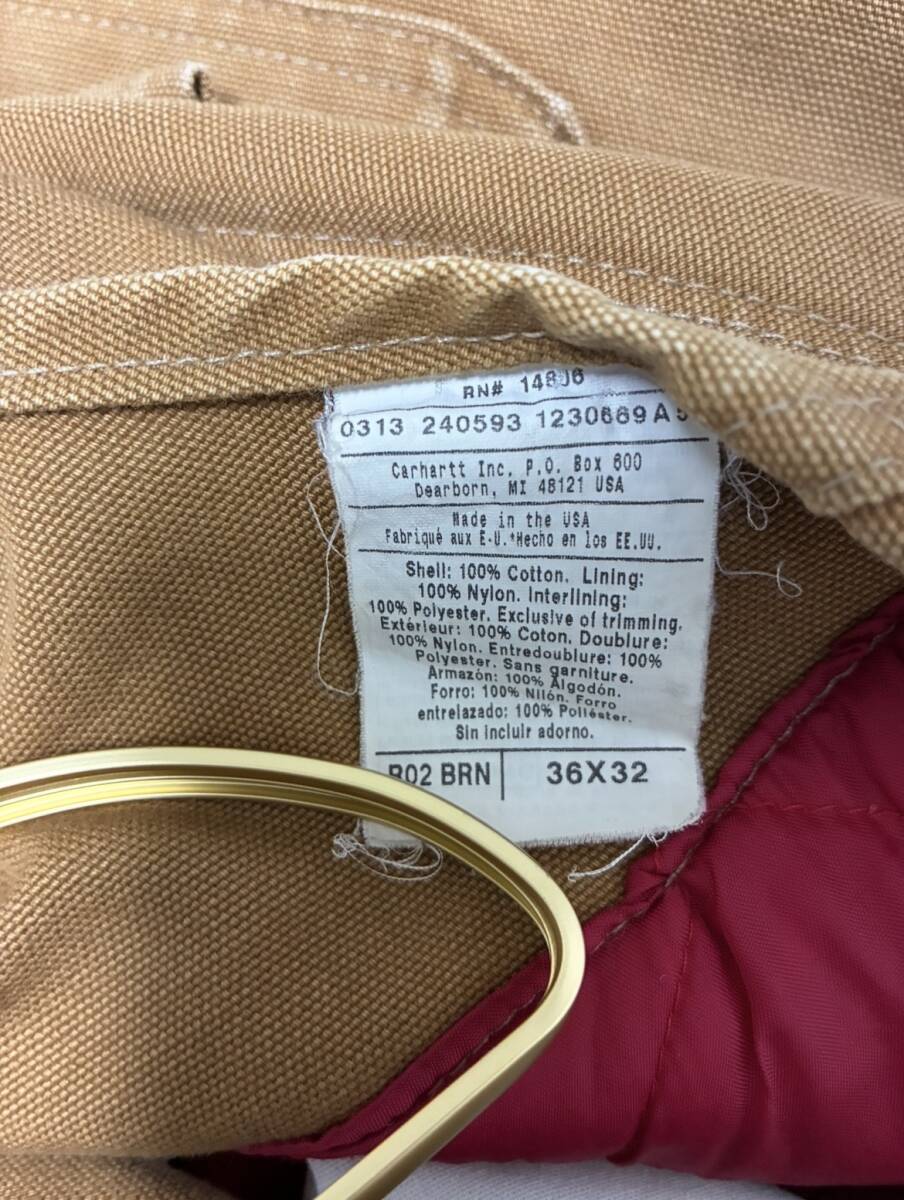 RN# 14806
0313 240593 1230669 A
Carhartt Inc. P.O. Box 600
Dearborn, MI 48121 USA
Made in the USA
Fabriqué aux E.U.*Hecho en los EE.UU.
Shell: 100% Cotton. Lining:
100% Nylon. Interlining:
100% Polyester. Exclusive of trimming.
Extérieur: 100% Coton. Doublure:
100% Nylon. Entredoublure: 100%
Polyester. Sans garniture.
Armazón: 100% Algodón.
Forro: 100% Nilón. Forro
entrelazado: 100% Poliéster.
Sin incluir adorno.
B02 BRN 36X32